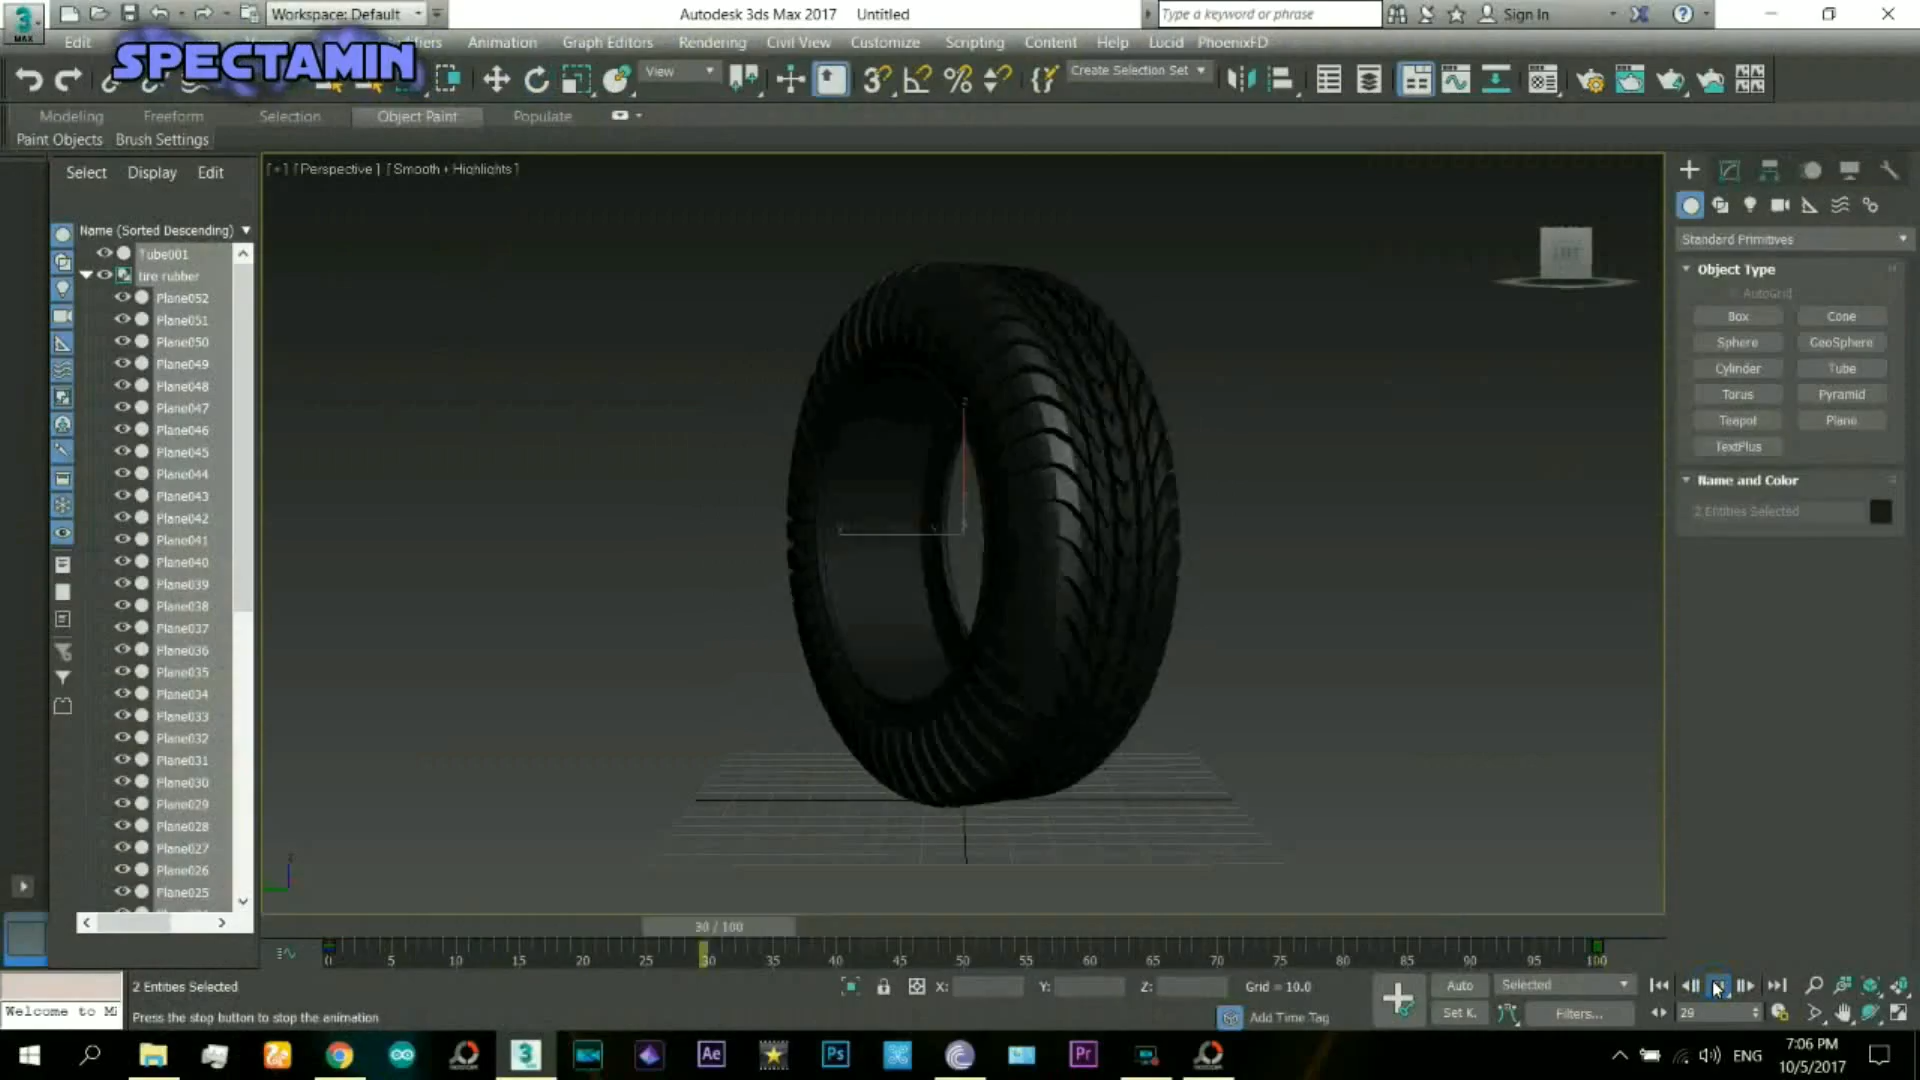 Workspace: Default
Autodesk 3ds Max 2017 Untitled
Type a keyword or phrase
Sign In
Edit
SPECTAMIN
Animation Graph Editors Rendering Civil View Customize Scripting Content Help Lucid PhoenixFD
View
Create Selection Set
Modeling Freeform Selection Object Paint Populate
Paint Objects Brush Settings
Select Display Edit
[+] [Perspective ] [ Smooth + Highlights ]
Name (Sorted Descending)
Tube001
tire rubber
Plane052
Plane051
Plane050
Plane049
Plane048
Plane047
Plane046
Plane045
Plane044
Plane043
Plane042
Plane041
Plane040
Plane039
Plane038
Plane037
Plane036
Plane035
Plane034
Plane033
Plane032
Plane031
Plane030
Plane029
Plane028
Plane027
Plane026
Plane025
Standard Primitives
Object Type
AutoGrid
Box Cone
Sphere GeoSphere
Cylinder Tube
Torus Pyramid
Teapot Plane
TextPlus
Name and Color
2 Entities Selected
30 / 100
0 5 10 15 20 25 30 35 40 45 50 55 60 65 70 75 80 85 90 95 100
2 Entities Selected
X: Y: Z: Grid = 10.0
Auto Selected
Welcome to M
Press the stop button to stop the animation
Add Time Tag
Set K. Filters...
29
Ae Ps Pr
ENG
7:06 PM
10/5/2017